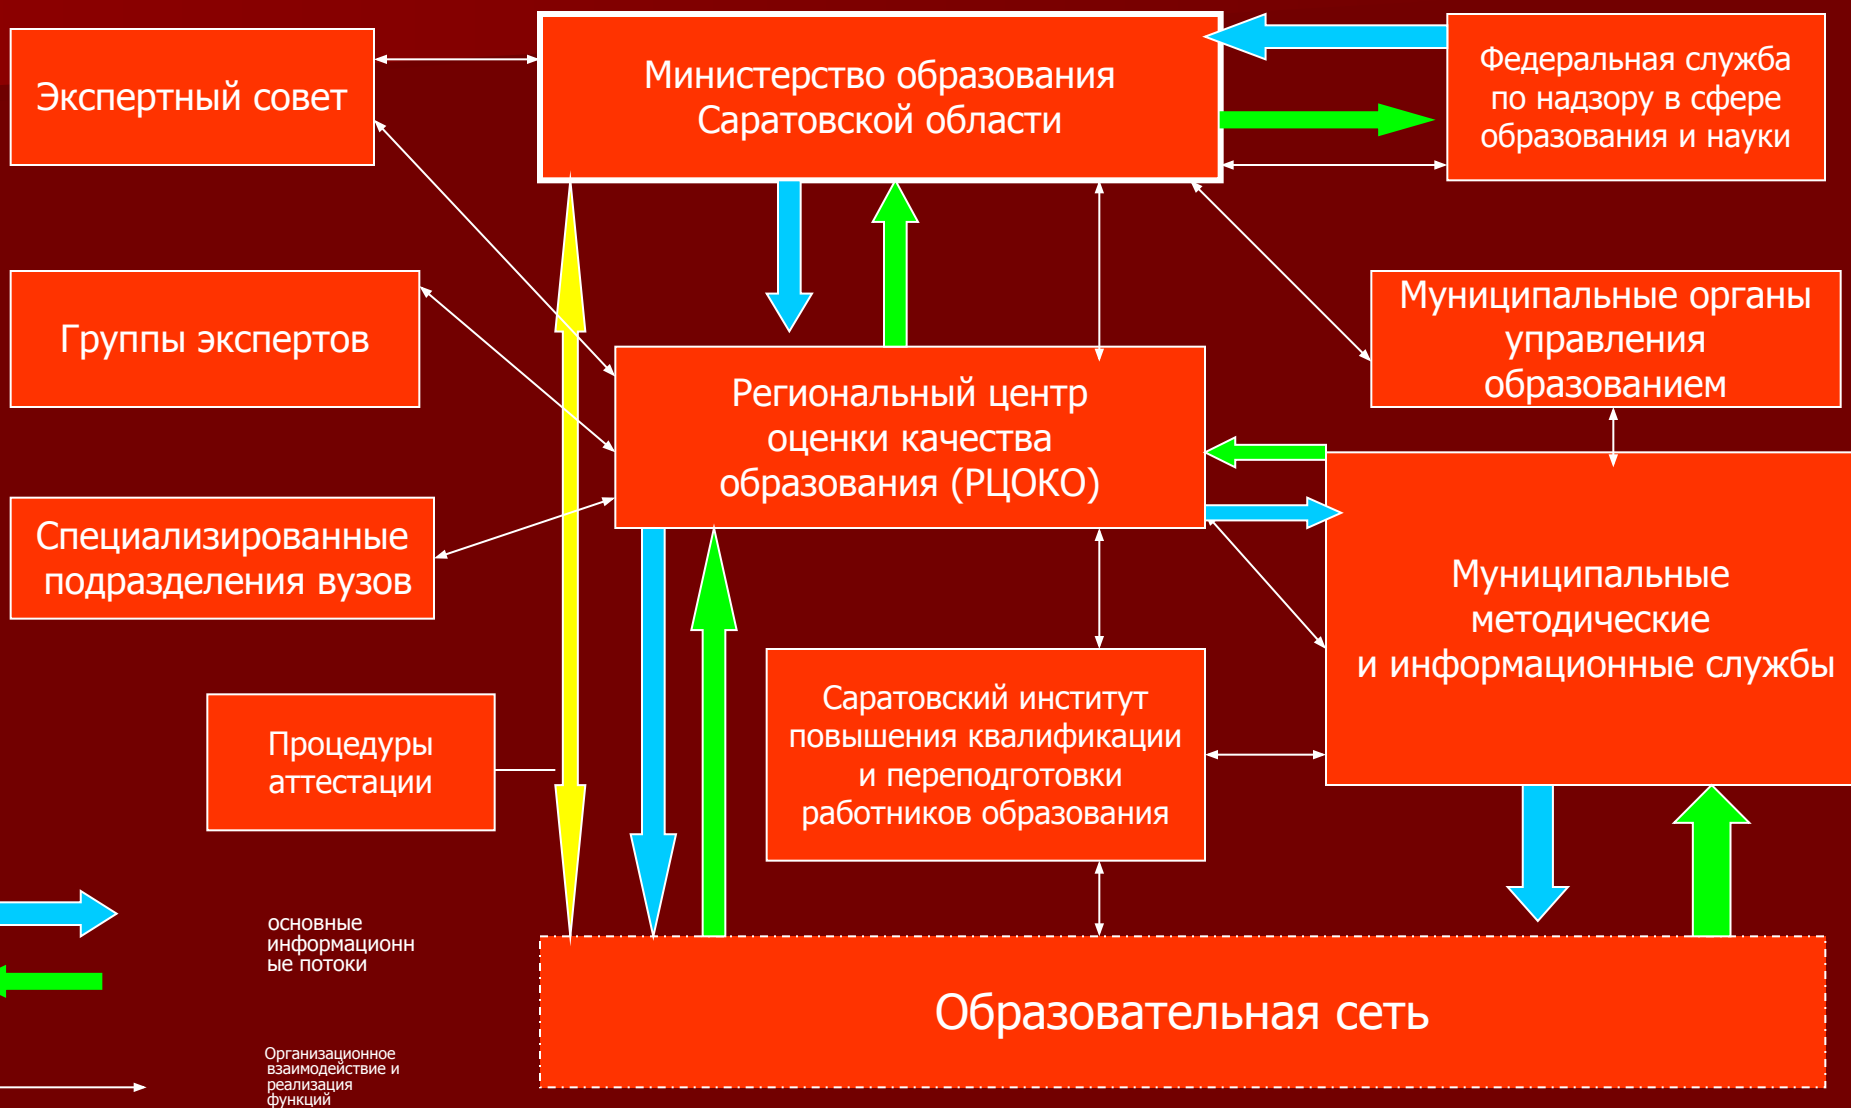 Экспертный совет
Министерство образования
Саратовской области
Федеральная служба
по надзору в сфере
образования и науки
Группы экспертов
Муниципальные органы
управления
образованием
Региональный центр
оценки качества
образования (РЦОКО)
Специализированные
подразделения вузов
Муниципальные
методические
и информационные службы
Саратовский институт
повышения квалификации
и переподготовки
работников образования
Процедуры
аттестации
основные
информационн
ые потоки
Образовательная сеть
Организационное
взаимодействие и
реализация
функций